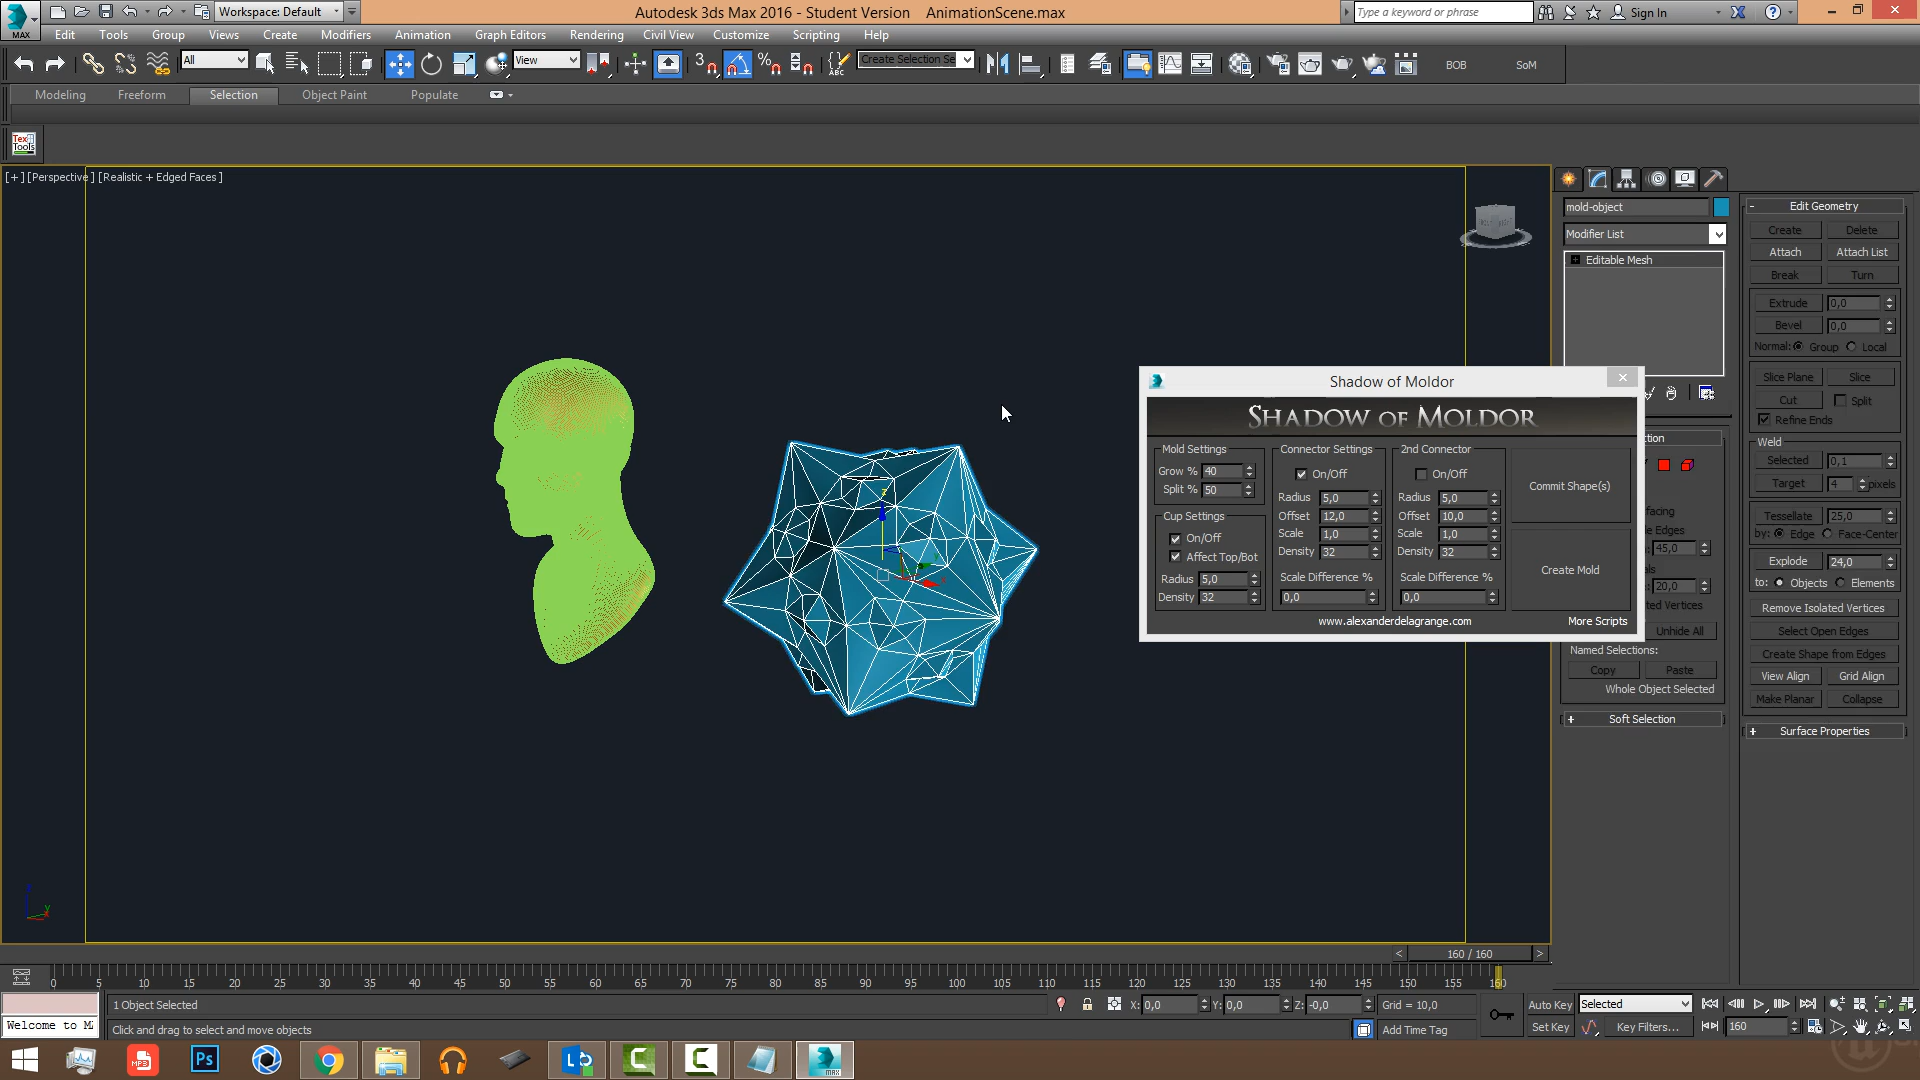 Workspace: Default
Autodesk 3ds Max 2016 - Student Version AnimationScene.max
Type a keyword or phrase
Sign In
MAX
Edit Tools Group Views Create Modifiers Animation Graph Editors Rendering Civil View Customize Scripting Help
All
View
3
%
ABC
Create Selection Se
BOB
SoM
Modeling Freeform Selection Object Paint Populate
Tex
Tools
[+] [Perspective ] [Realistic + Edged Faces ]
mold-object
Modifier List
Editable Mesh
Edit Geometry
Create Delete
Attach Attach List
Break Turn
Extrude 0,0
Bevel 0,0
Normal: Group Local
Slice Plane Slice
Cut Split
Refine Ends
Weld
Selected 0,1
Target 4 pixels
Tessellate 25,0
by: Edge Face-Center
Explode 24,0
to: Objects Elements
Remove Isolated Vertices
Select Open Edges
Create Shape from Edges
View Align Grid Align
Make Planar Collapse
Surface Properties
45,0
20,0
Unhide All
Named Selections:
Copy Paste
Whole Object Selected
Soft Selection
Shadow of Moldor
SHADOW OF MOLDOR
Mold Settings
Grow % 40
Split % 50
Cup Settings
On/Off
Affect Top/Bot
Radius 5,0
Density 32
Connector Settings
On/Off
Radius 5,0
Offset 12,0
Scale 1,0
Density 32
Scale Difference %
0,0
2nd Connector
On/Off
Radius 5,0
Offset 10,0
Scale 1,0
Density 32
Scale Difference %
0,0
Commit Shape(s)
Create Mold
www.alexanderdelagrange.com
More Scripts
z
x
y
160 / 160
0 5 10 15 20 25 30 35 40 45 50 55 60 65 70 75 80 85 90 95 100 105 110 115 120 125 130 135 140 145 150 155 160
1 Object Selected
X: 0,0 Y: 0,0 Z: -0,0
Grid = 10,0
Auto Key Selected
Welcome to M
Click and drag to select and move objects
Add Time Tag
Set Key Key Filters...
160
MP3
Ps
MAX